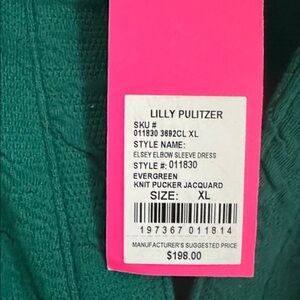 LILLY PULITZER
SKU #
011830 3692CL XL
STYLE NAME:
ELSEY ELBOW SLEEVE DRESS
STYLE #: 011830
EVERGREEN
KNIT PUCKER JACQUARD
SIZE: XL
197367 011814
MANUFACTURER'S SUGGESTED PRICE
$198.00